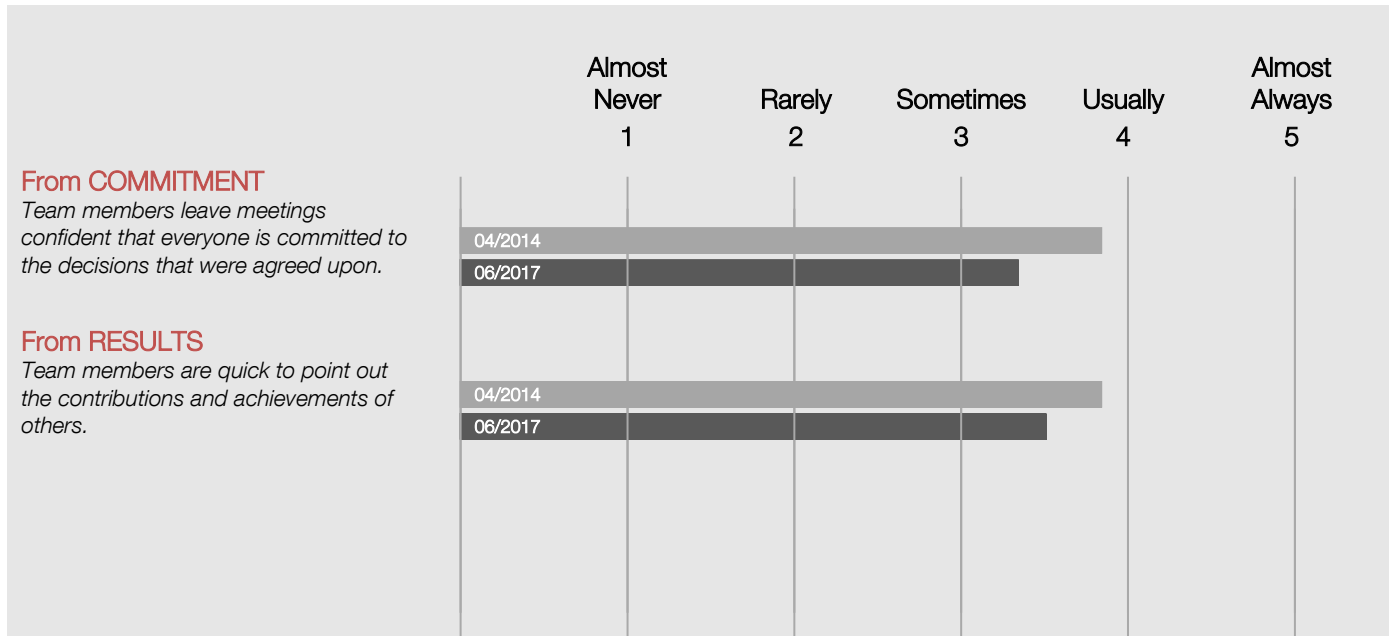 Almost
Never
Rarely
Sometimes
Usually
Almost
Always
1
2
3
4
5
From COMMITMENT
Team members leave meetings
confident that everyone is committed to
the decisions that were agreed upon.
04/2014
06/2017
From RESULTS
Team members are quick to point out
the contributions and achievements of
others.
04/2014
06/2017